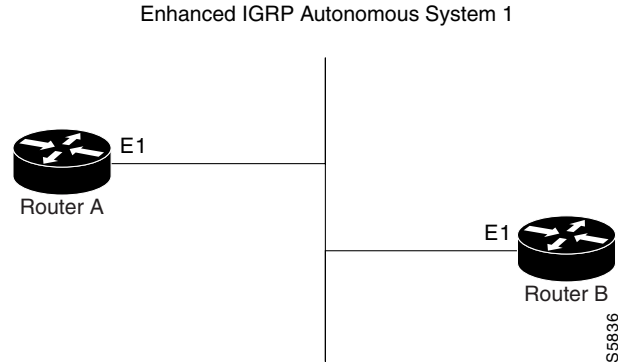 Enhanced IGRP Autonomous System 1
E1
Router A
E1
Router B
S5836